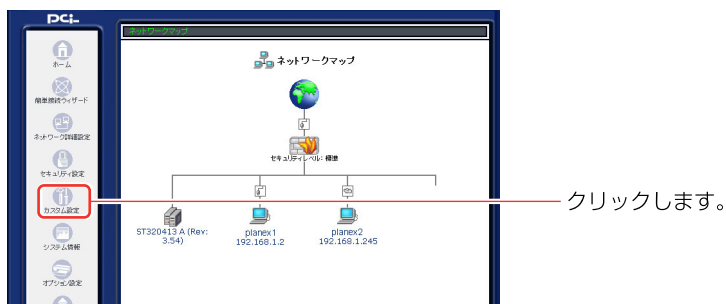 PCi
ネットワークマップ
ネットワークマップ
ホーム
簡単接続ウィザード
ネットワーク詳細設定
セキュリティ設定
カスタム設定
システム情報
オプション設定
セキュリティレベル: 標準
ST320413 A (Rev: 3.54)
planex1
192.168.1.2
planex2
192.168.1.245
クリックします。